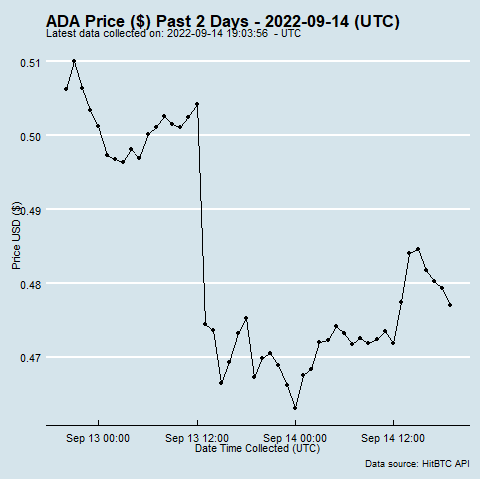 ADA Price ($) Past 2 Days - 2022-09-14 (UTC)
Latest data collected on: 2022-09-14 19:03:56 - UTC
0.51
0.50
0.49
0.48
0.47
Price USD ($)
Sep 13 00:00 Sep 13 12:00 Sep 14 00:00 Sep 14 12:00
Date Time Collected (UTC)
Data source: HitBTC API